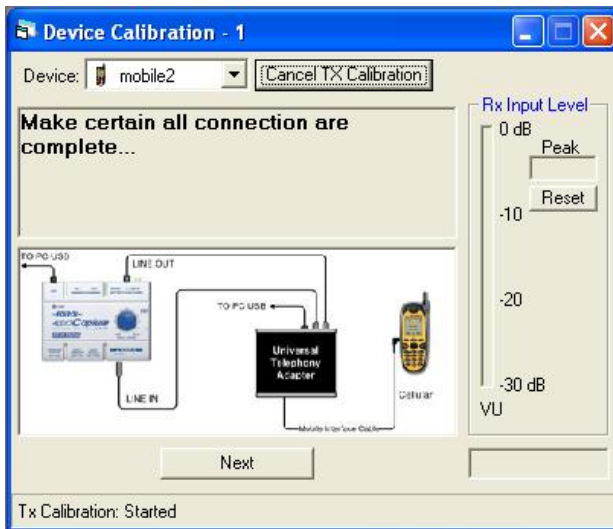 Device Calibration - 1
Device: mobile2 Cancel TX Calibration
Make certain all connection are
complete...
Rx Input Level
0 dB
Peak
Reset
-10
-20
-30 dB
VU
TO PC USB
LINE OUT
TO PC USB
Universal
Telephony
Adapter
LINE IN
Cellular
Mobile Interface Cable
Next
Tx Calibration: Started